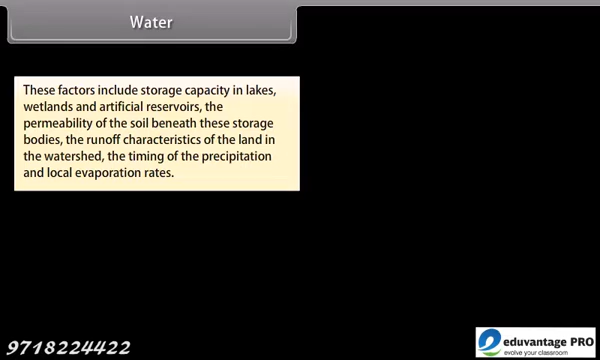 Water
These factors include storage capacity in lakes,
wetlands and artificial reservoirs, the
permeability of the soil beneath these storage
bodies, the runoff characteristics of the land in
the watershed, the timing of the precipitation
and local evaporation rates.
9718224422
eduvantage PRO
evolve your classroom